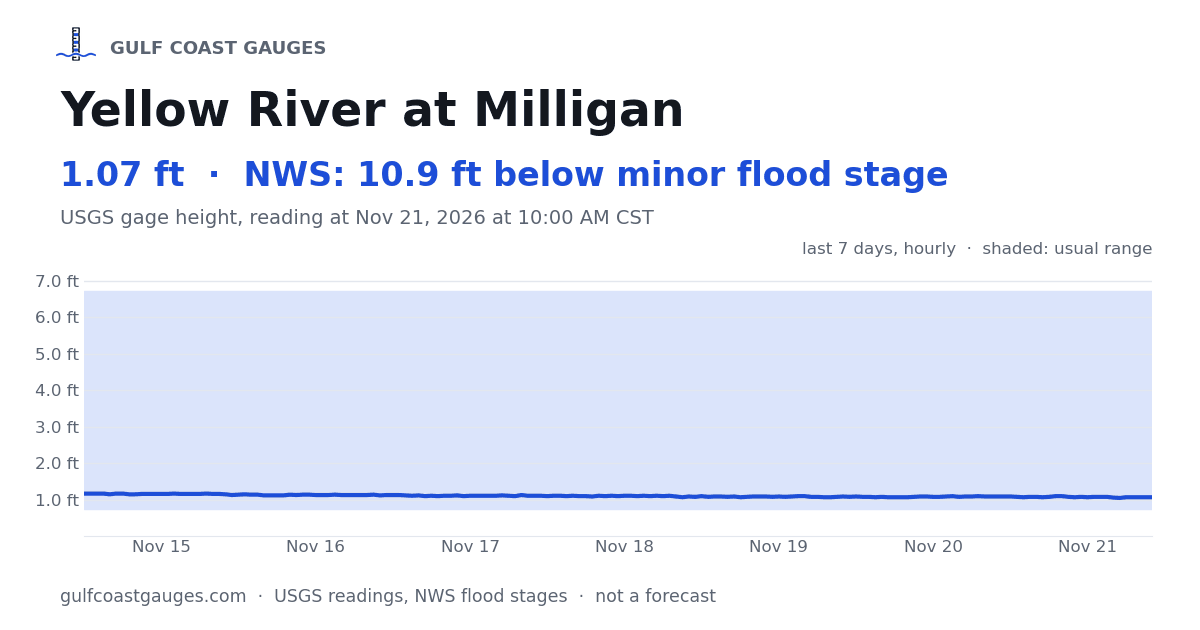 GULF COAST GAUGES
Yellow River at Milligan
1.07 ft · NWS: 10.9 ft below minor flood stage
USGS gage height, reading at Nov 21, 2026 at 10:00 AM CST
last 7 days, hourly · shaded: usual range
7.0 ft
6.0 ft
5.0 ft
4.0 ft
3.0 ft
2.0 ft
1.0 ft
Nov 15 Nov 16 Nov 17 Nov 18 Nov 19 Nov 20 Nov 21
gulfcoastgauges.com · USGS readings, NWS flood stages · not a forecast